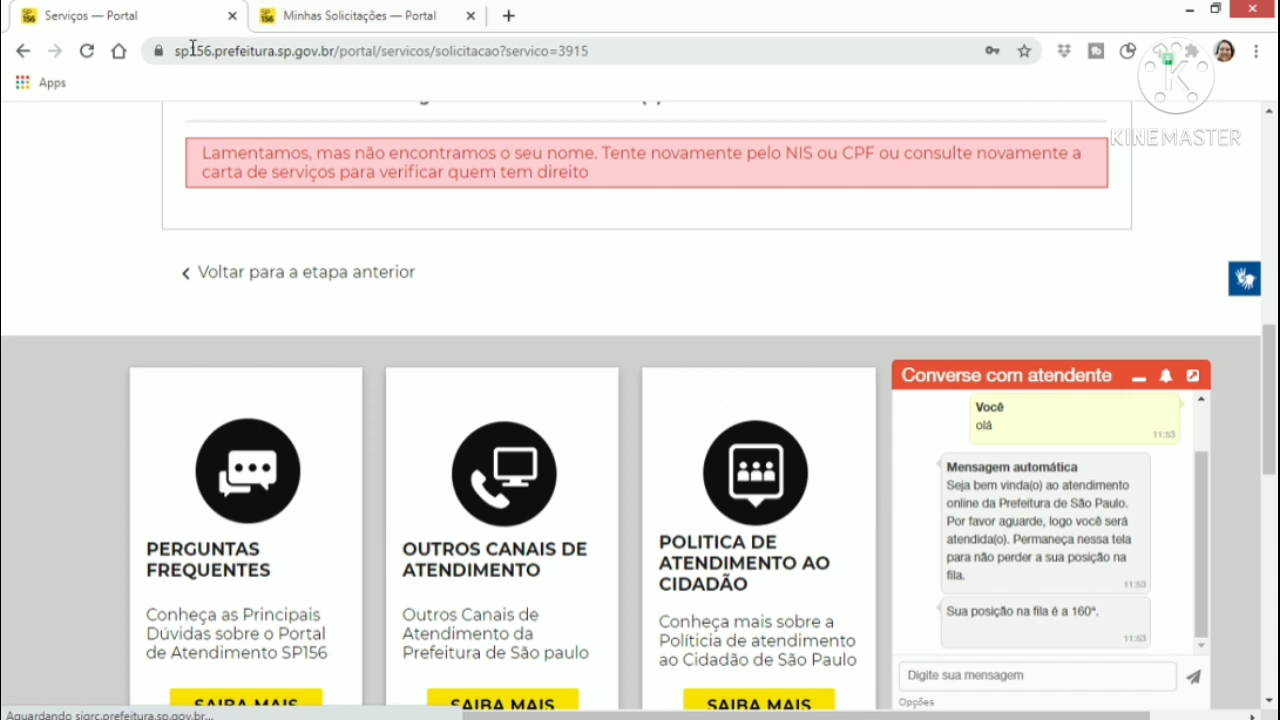 Serviços — Portal
Minhas Solicitações — Portal
sp156.prefeitura.sp.gov.br/portal/servicos/solicitacao?servico=3915
Apps
K
KINEMASTER
Lamentamos, mas não encontramos o seu nome. Tente novamente pelo NIS ou CPF ou consulte novamente a
carta de serviços para verificar quem tem direito
Voltar para a etapa anterior
PERGUNTAS
FREQUENTES
Conheça as Principais
Dúvidas sobre o Portal
de Atendimento SP156
SAIBA MAIS
OUTROS CANAIS DE
ATENDIMENTO
Outros Canais de
Atendimento da
Prefeitura de São paulo
SAIBA MAIS
POLITICA DE
ATENDIMENTO AO
CIDADÃO
Conheça mais sobre a
Políticia de atendimento
ao Cidadão de São Paulo
SAIBA MAIS
Converse com atendente
Você
olá
11:53
Mensagem automática
Seja bem vinda(o) ao atendimento
online da Prefeitura de São Paulo.
Por favor aguarde, logo você será
atendida(o). Permaneça nessa tela
para não perder a sua posição na
fila.
11:53
Sua posição na fila é a 160ª.
11:53
Digite sua mensagem
Opções
Aguardando sigrc.prefeitura.sp.gov.br...